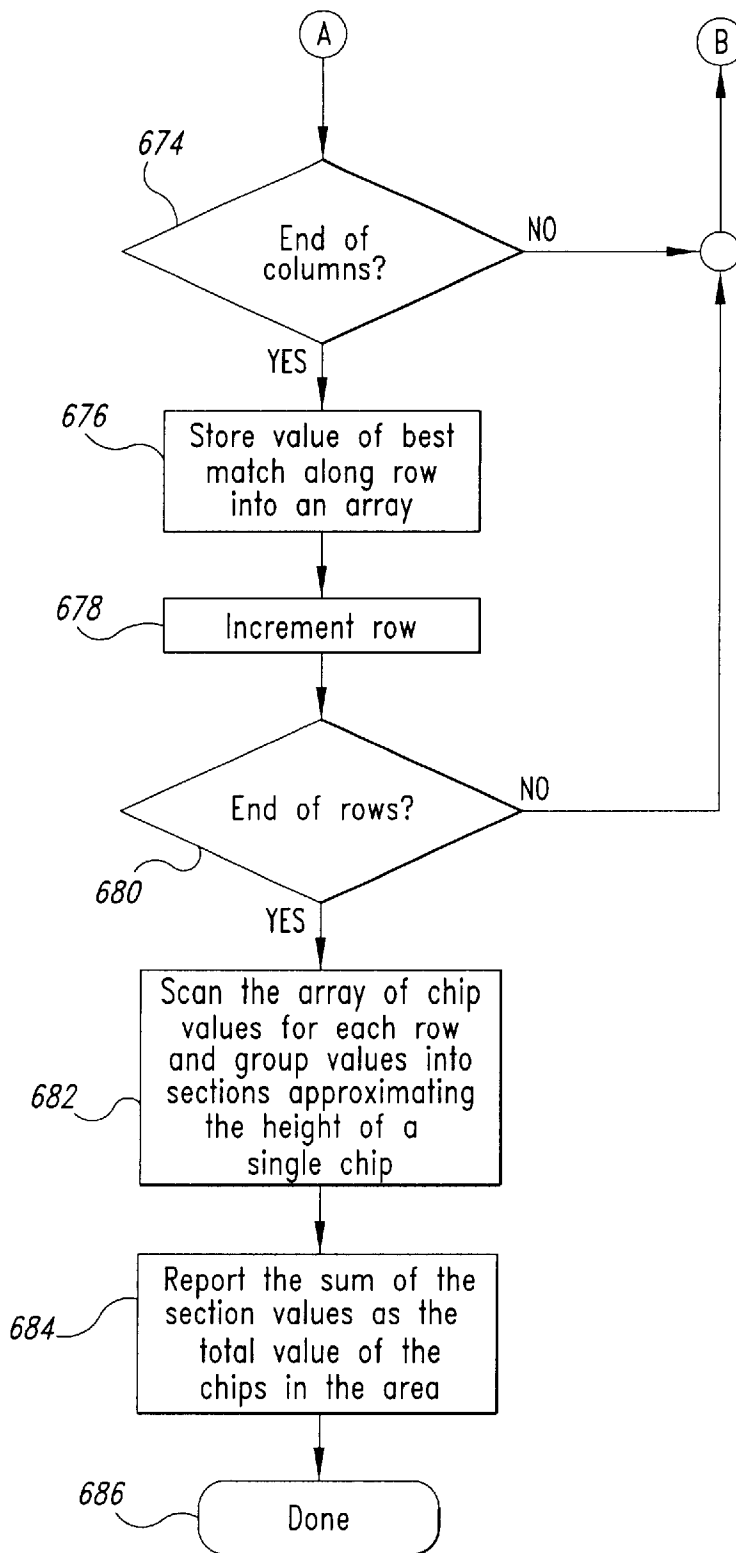 A
B
674
End of
columns?
NO
YES
676
Store value of best
match along row
into an array
678
Increment row
End of rows?
NO
680
YES
Scan the array of chip
values for each row
and group values into
sections approximating
the height of a
single chip
682
Report the sum of the
section values as the
total value of the
chips in the area
684
686
Done